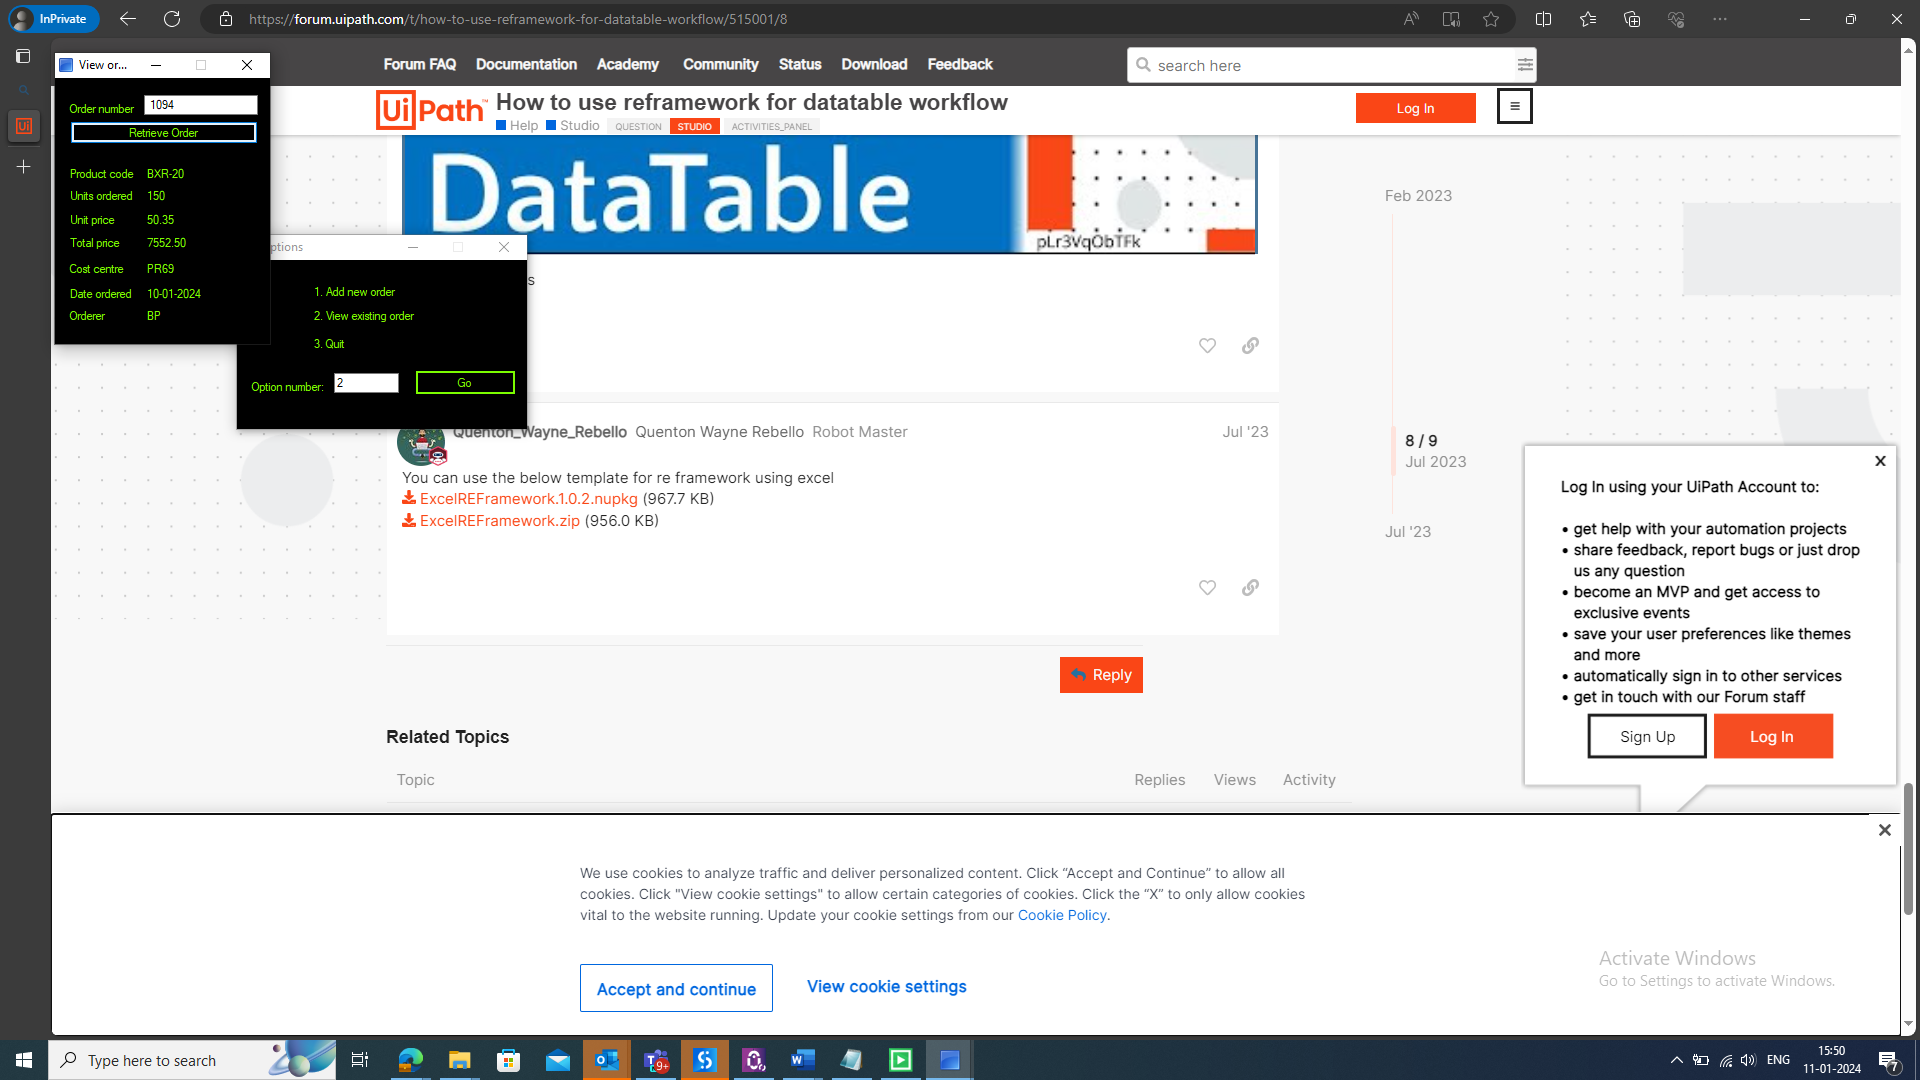 InPrivate
https://forum.uipath.com/t/how-to-use-reframework-for-datatable-workflow/515001/8
View or...
Order number 1094
Retrieve Order
Product code BXR-20
Units ordered 150
Unit price 50.35
Total price 7552.50
Cost centre PR69
Date ordered 10-01-2024
Orderer BP
ptions
1. Add new order
2. View existing order
3. Quit
Option number: 2 Go
Forum FAQ Documentation Academy Community Status Download Feedback
search here
UiPath™ How to use reframework for datatable workflow
Help Studio QUESTION STUDIO ACTIVITIES_PANEL
Log In
DataTable
pLr3VqObTFk
s
Feb 2023
8 / 9
Jul 2023
Jul '23
Quenton_Wayne_Rebello Quenton Wayne Rebello Robot Master Jul '23
You can use the below template for re framework using excel
ExcelREFramework.1.0.2.nupkg (967.7 KB)
ExcelREFramework.zip (956.0 KB)
Reply
Related Topics
Topic Replies Views Activity
X
Log In using your UiPath Account to:
• get help with your automation projects
• share feedback, report bugs or just drop
us any question
• become an MVP and get access to
exclusive events
• save your user preferences like themes
and more
• automatically sign in to other services
• get in touch with our Forum staff
Sign Up Log In
We use cookies to analyze traffic and deliver personalized content. Click “Accept and Continue” to allow all
cookies. Click "View cookie settings" to allow certain categories of cookies. Click the “X” to only allow cookies
vital to the website running. Update your cookie settings from our Cookie Policy.
Accept and continue View cookie settings
Activate Windows
Go to Settings to activate Windows.
Type here to search
9+
ENG
15:50
11-01-2024
7